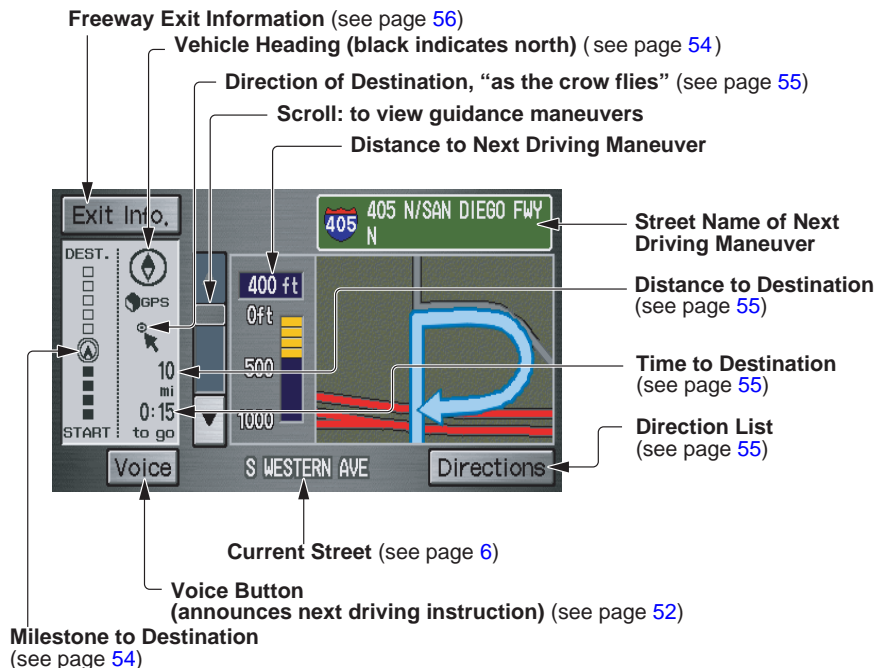 Freeway Exit Information (see page 56)
Vehicle Heading (black indicates north) ( see page 54 )
Direction of Destination, “as the crow flies” (see page 55)
Scroll: to view guidance maneuvers
Distance to Next Driving Maneuver
Exit Info.
405
405 N/SAN DIEGO FWY
N
Street Name of Next
Driving Maneuver
DEST.
GPS
10
mi
0:15
to go
START
400 ft
0ft
500
1000
Distance to Destination
(see page 55)
Time to Destination
(see page 55)
Direction List
(see page 55)
Voice
S WESTERN AVE
Directions
Current Street (see page 6)
Voice Button
(announces next driving instruction) (see page 52)
Milestone to Destination
(see page 54)